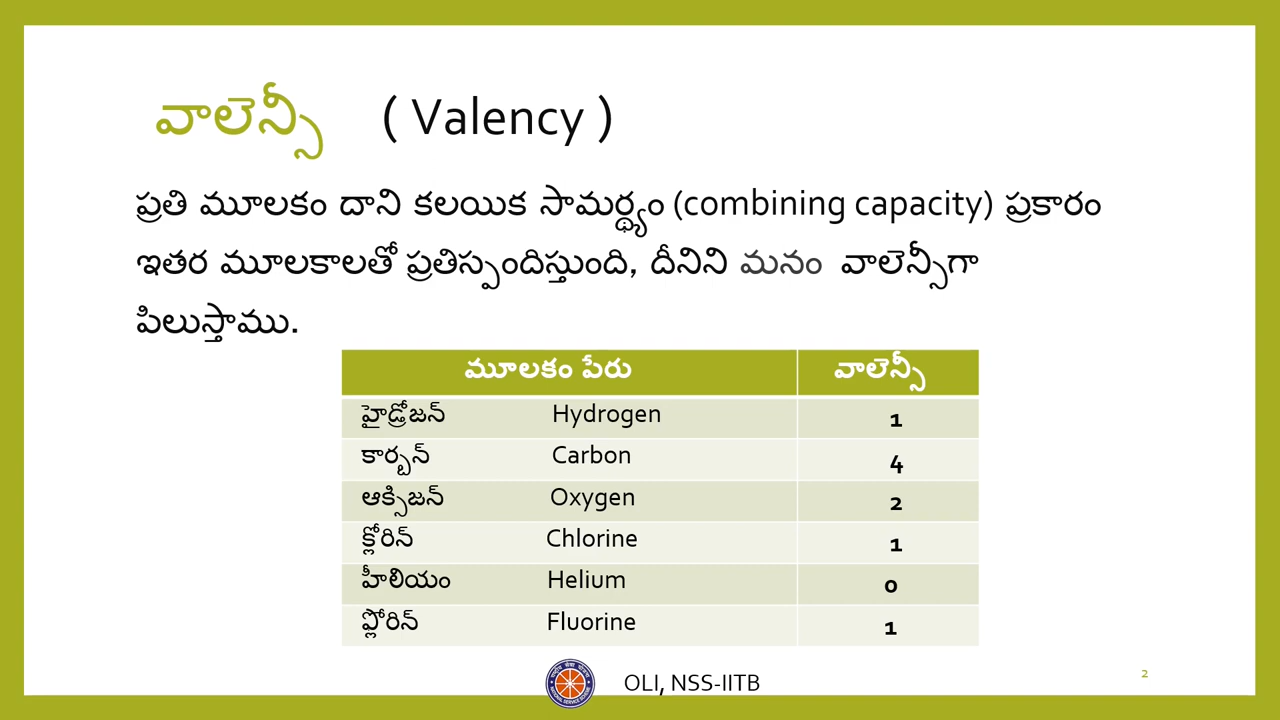 వాలెన్సీ ( Valency )
ప్రతి మూలకం దాని కలయిక సామర్థ్యం (combining capacity) ప్రకారం
ఇతర మూలకాలతో ప్రతిస్పందిస్తుంది, దీనిని మనం వాలెన్సీగా
పిలుస్తాము.
మూలకం పేరు వాలెన్సీ
హైడ్రోజన్ Hydrogen 1
కార్బన్ Carbon 4
ఆక్సిజన్ Oxygen 2
క్లోరిన్ Chlorine 1
హీలియం Helium 0
ఫ్లోరిన్ Fluorine 1
OLI, NSS-IITB
2